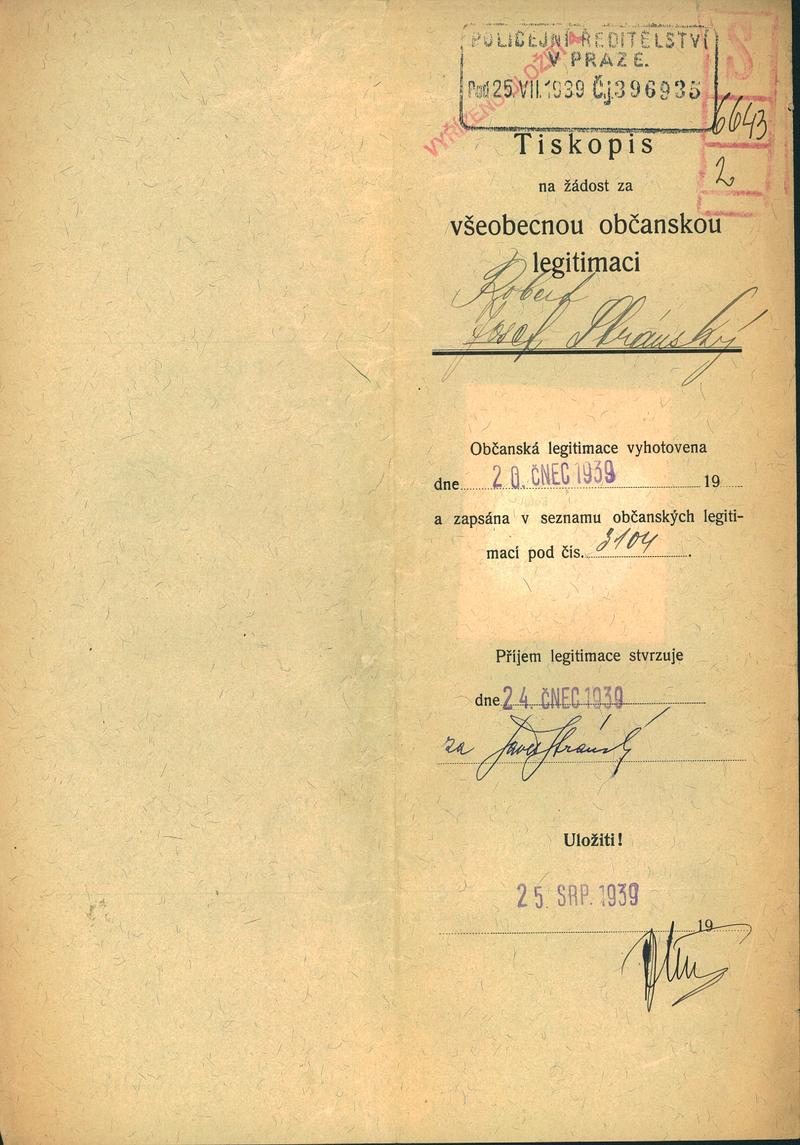 POLICEJNÍ ŘEDITELSTVÍ
V PRAZE.
Pod 25.VII.1939 Čj 396935
VYŘÍZENO ULOŽITI
S
6643
2
Tiskopis
na žádost za
všeobecnou občanskou
legitimaci
Robert
Josef Stránský
Občanská legitimace vyhotovena
dne 20. ČNEC 1939 19
a zapsána v seznamu občanských legiti-
mací pod čís. 3104.
Příjem legitimace stvrzuje
dne 24. ČNEC 1939
za Stránský
Uložiti!
25. SRP. 1939
19